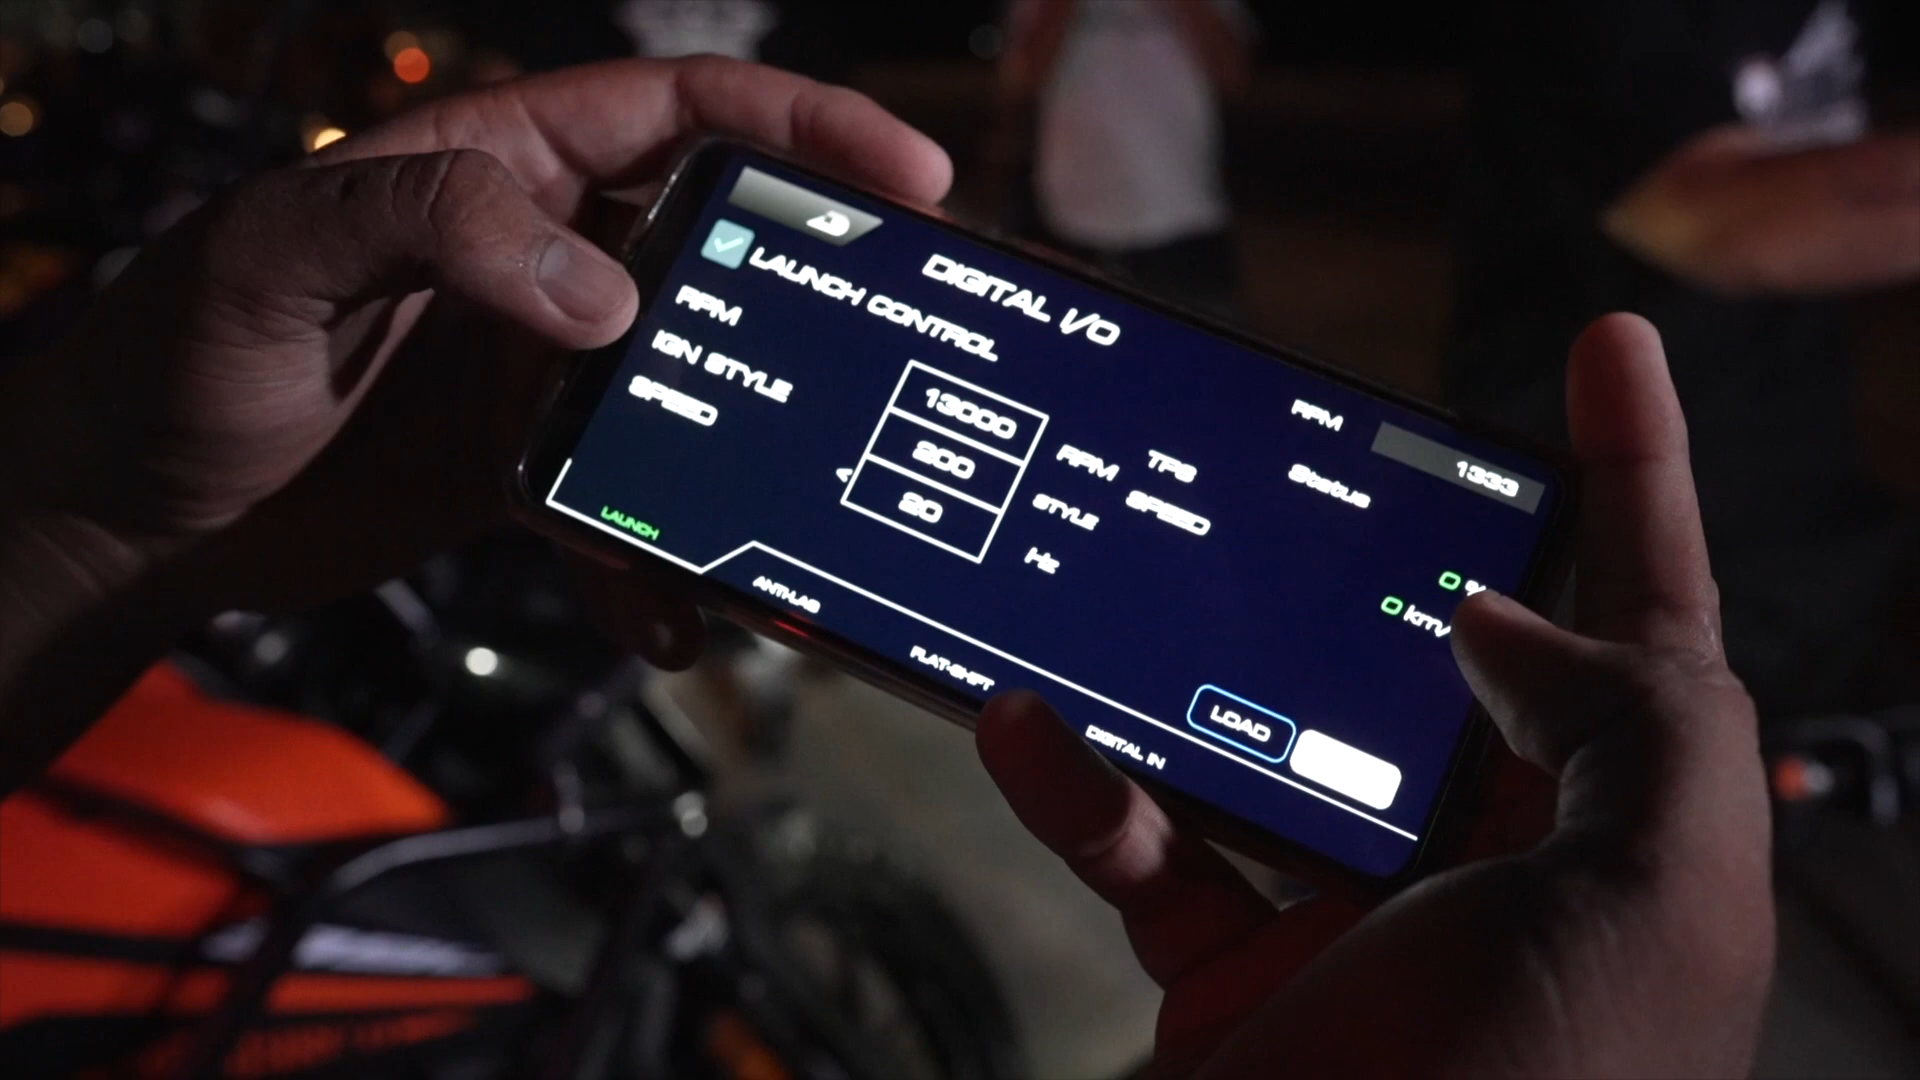 DIGITAL I/O
LAUNCH CONTROL
RPM 13000 RPM
IGN STYLE 200 STYLE
SPEED < 20 Hz
RPM 1333
TPS Status
SPEED
0 %
0 km/
LOAD
LAUNCH
ANTI-LAG
FLAT-SHIFT
DIGITAL IN